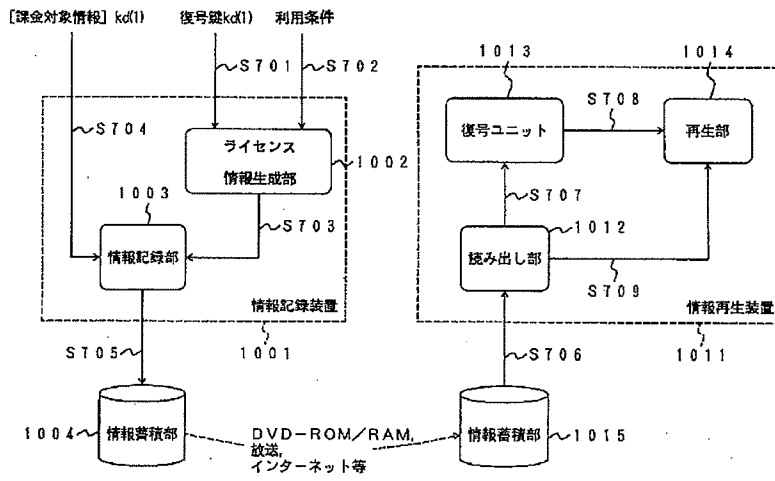 [課金対象情報] kd(1)
復号鍵kd(1)
利用条件
S701
S702
S704
ライセンス
情報生成部
1002
1003
S703
情報記録部
情報記録装置
1001
S705
1004
情報蓄積部
DVD-ROM/RAM,
放送,
インターネット等
1013
1014
S708
復号ユニット
再生部
S707
1012
読み出し部
S709
情報再生装置
1011
S706
情報蓄積部
1015